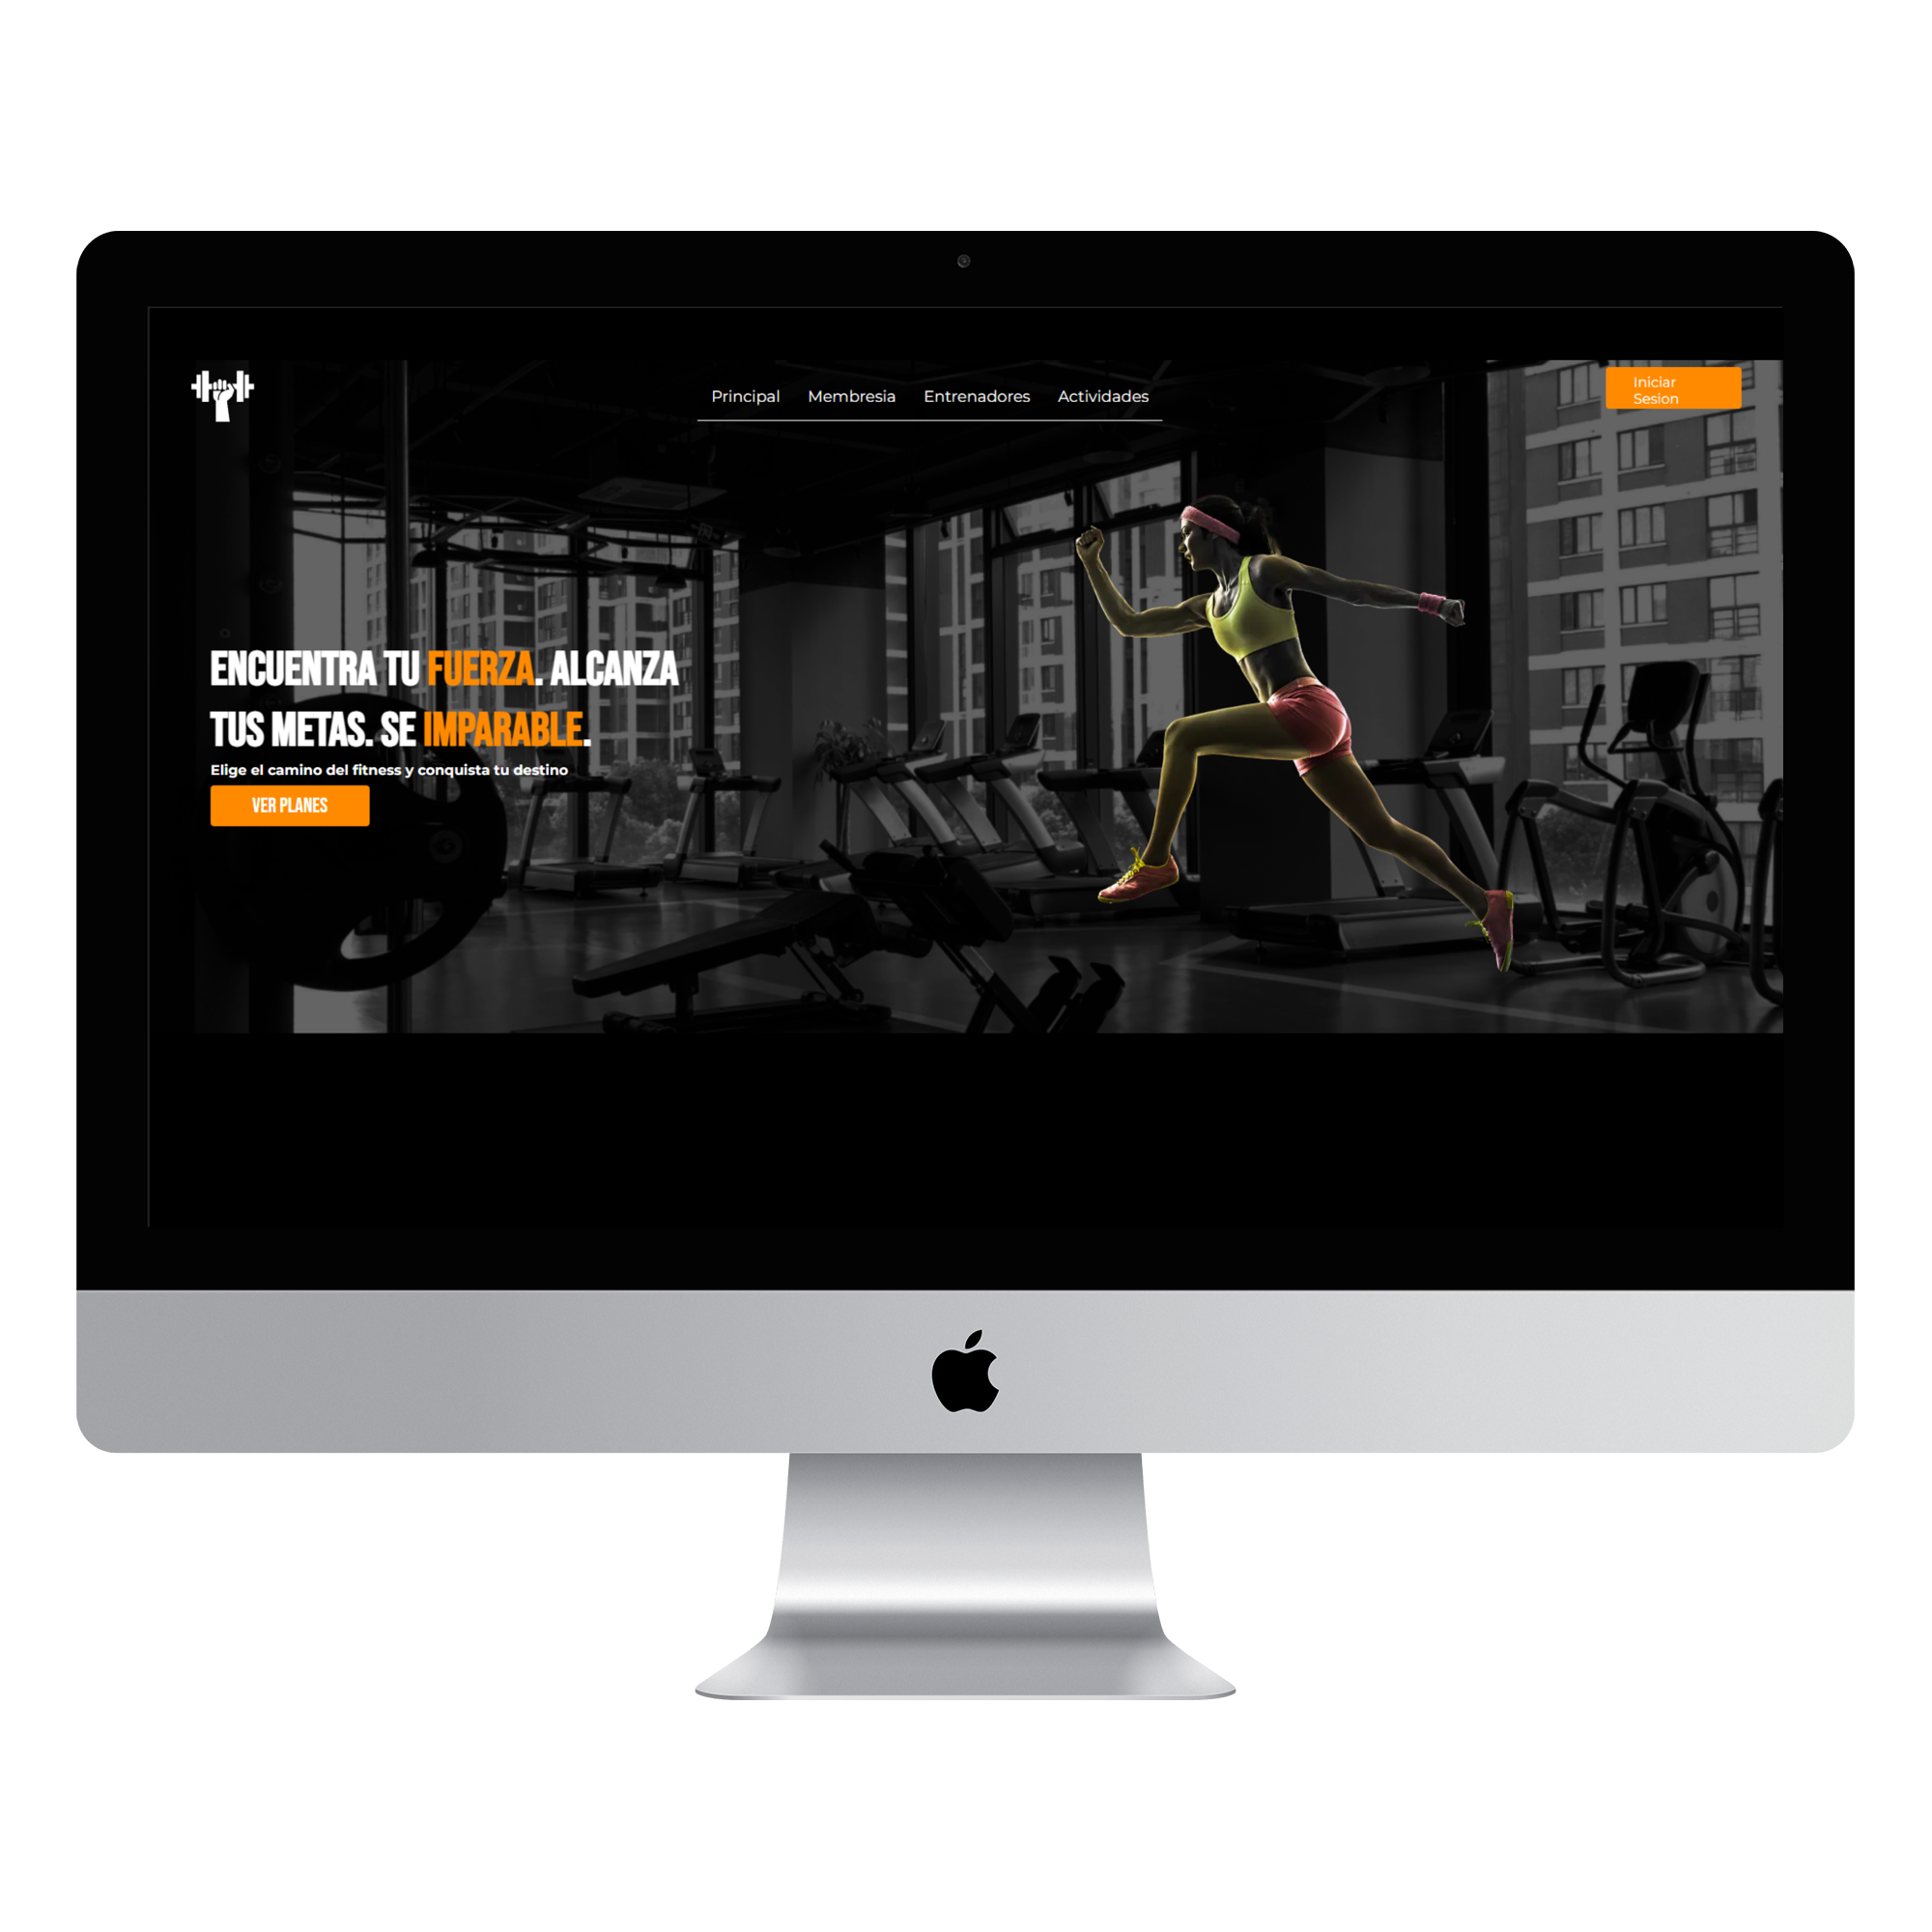 Principal Membresia Entrenadores Actividades
Iniciar
Sesion
ENCUENTRA TU FUERZA. ALCANZA
TUS METAS. SE IMPARABLE.
Elige el camino del fitness y conquista tu destino
VER PLANES